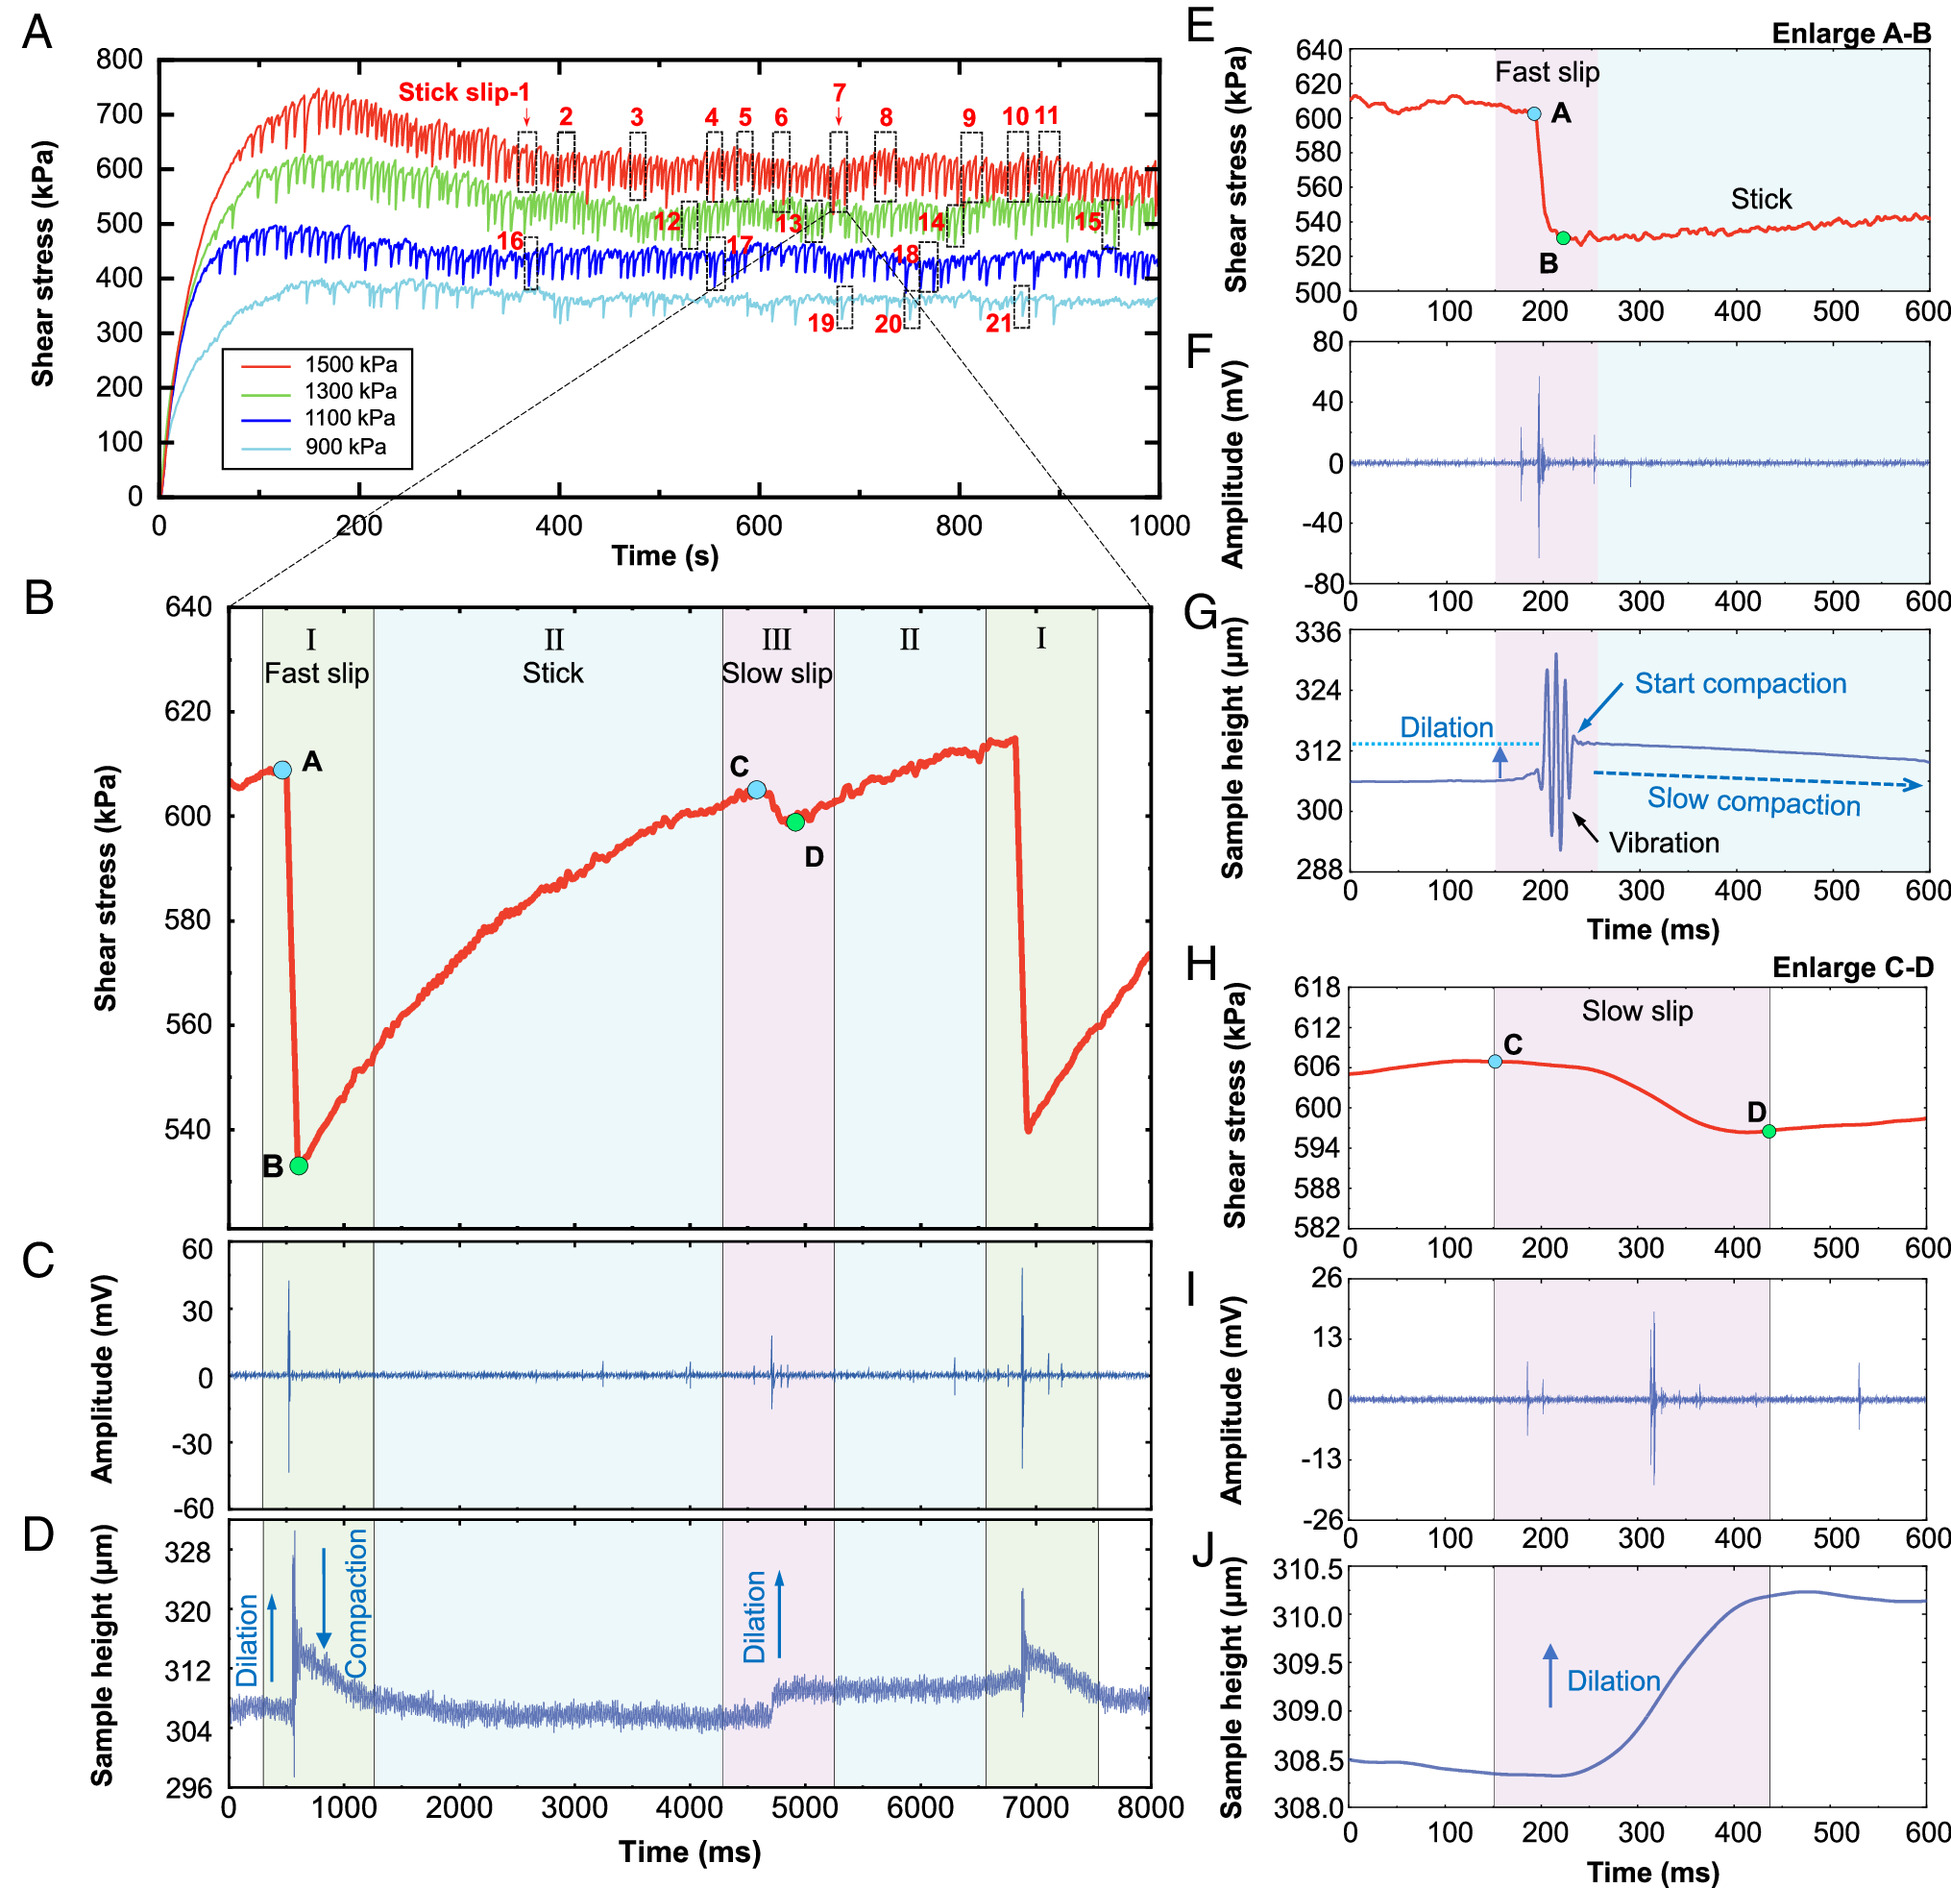 A
Shear stress (kPa)
800
700
600
500
400
300
200
100
0
Stick slip-1
2
3
4
5
6
7
8
9
10
11
12
13
14
15
16
17
18
19
20
21
1500 kPa
1300 kPa
1100 kPa
900 kPa
0
200
400
600
800
1000
Time (s)
B
Shear stress (kPa)
640
620
600
580
560
540
I
II
III
II
I
Fast slip
Stick
Slow slip
A
B
C
D
C
Amplitude (mV)
60
30
0
-30
-60
D
Sample height (μm)
328
320
312
304
296
Dilation
Compaction
Dilation
0
1000
2000
3000
4000
5000
6000
7000
8000
Time (ms)
E
Enlarge A-B
Shear stress (kPa)
640
620
600
580
560
540
520
500
Fast slip
A
B
Stick
0
100
200
300
400
500
600
F
Amplitude (mV)
80
40
0
-40
-80
0
100
200
300
400
500
600
G
Sample height (μm)
336
324
312
300
288
Dilation
Start compaction
Slow compaction
Vibration
0
100
200
300
400
500
600
Time (ms)
H
Enlarge C-D
Shear stress (kPa)
618
612
606
600
594
588
582
Slow slip
C
D
0
100
200
300
400
500
600
I
Amplitude (mV)
26
13
0
-13
-26
0
100
200
300
400
500
600
J
Sample height (μm)
310.5
310.0
309.5
309.0
308.5
308.0
Dilation
0
100
200
300
400
500
600
Time (ms)